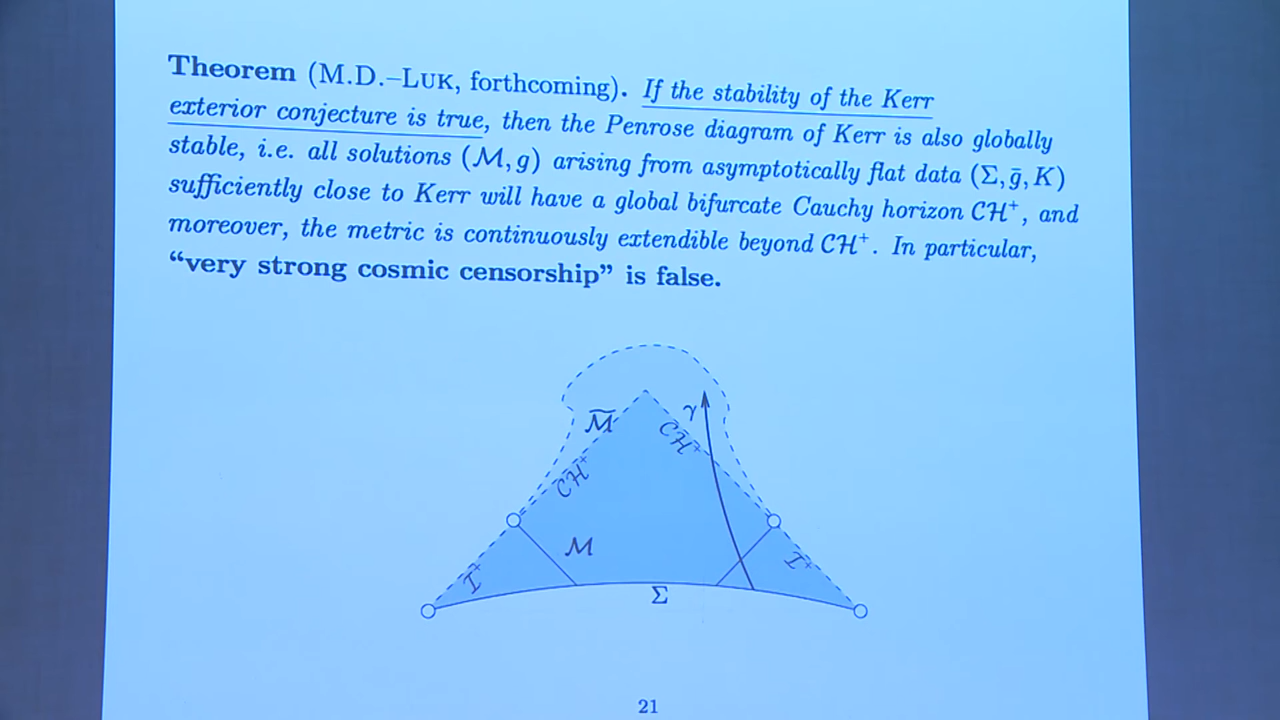 Theorem (M.D.–LUK, forthcoming). If the stability of the Kerr
exterior conjecture is true, then the Penrose diagram of Kerr is also globally
stable, i.e. all solutions (ℳ, g) arising from asymptotically flat data (Σ, ḡ, K)
sufficiently close to Kerr will have a global bifurcate Cauchy horizon 𝒞ℋ⁺, and
moreover, the metric is continuously extendible beyond 𝒞ℋ⁺. In particular,
“very strong cosmic censorship” is false.
ℳ̃
γ
𝒞ℋ⁺
𝒞ℋ⁺
ℳ
ℐ⁺
ℐ⁺
Σ
21